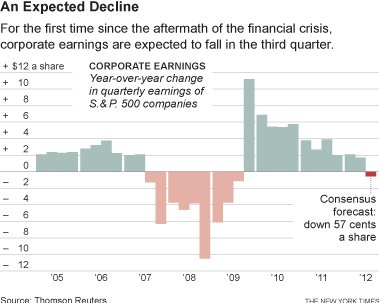 An Expected Decline
For the first time since the aftermath of the financial crisis,
corporate earnings are expected to fall in the third quarter.
+ $12 a share
CORPORATE EARNINGS
Year-over-year change
in quarterly earnings of
S.& P. 500 companies
+ 10
+ 8
+ 6
+ 4
+ 2
0
– 2
– 4
– 6
– 8
– 10
– 12
Consensus
forecast:
down 57 cents
a share
'05 '06 '07 '08 '09 '10 '11 '12
Source: Thomson Reuters
THE NEW YORK TIMES